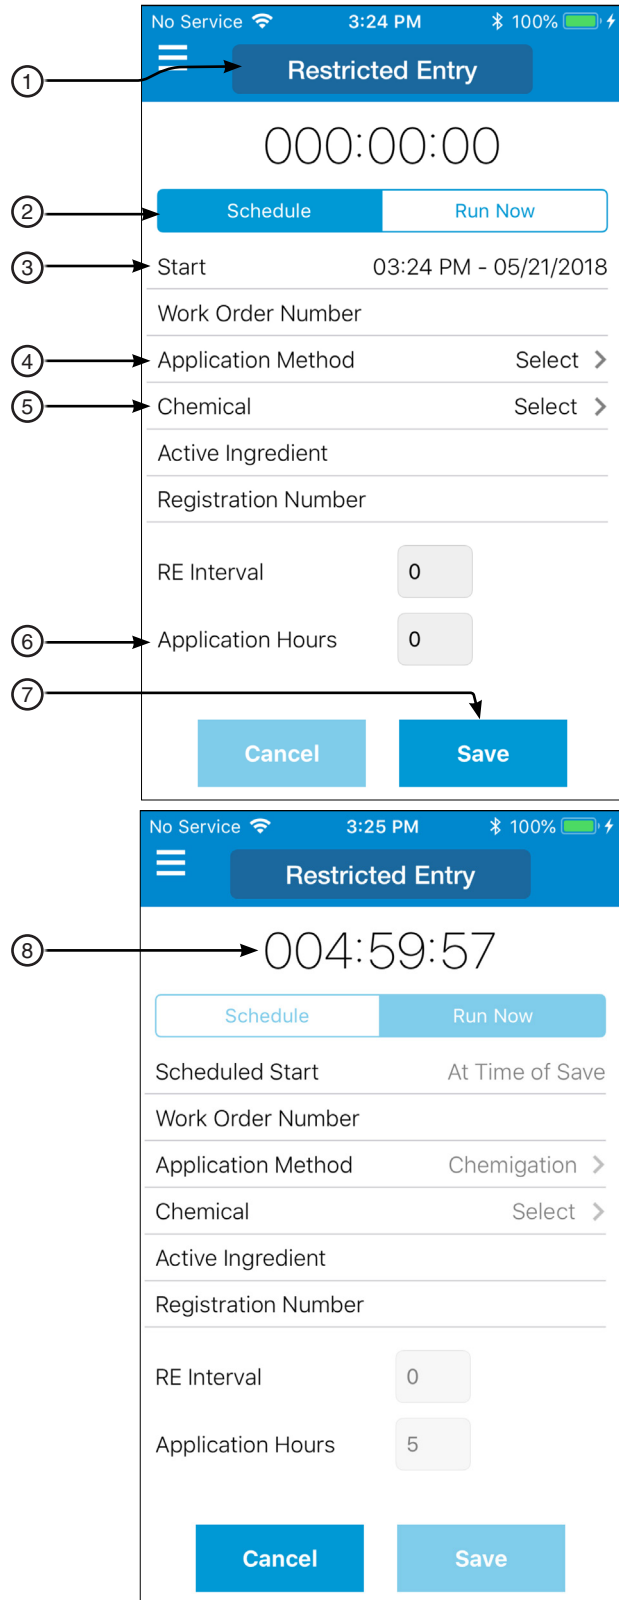 No Service 3:24 PM 100%
1 Restricted Entry
000:00:00
2 Schedule Run Now
3 Start 03:24 PM - 05/21/2018
Work Order Number
4 Application Method Select >
5 Chemical Select >
Active Ingredient
Registration Number
RE Interval 0
6 Application Hours 0
7
Cancel Save
No Service 3:25 PM 100%
Restricted Entry
8 004:59:57
Schedule Run Now
Scheduled Start At Time of Save
Work Order Number
Application Method Chemigation >
Chemical Select >
Active Ingredient
Registration Number
RE Interval 0
Application Hours 5
Cancel Save